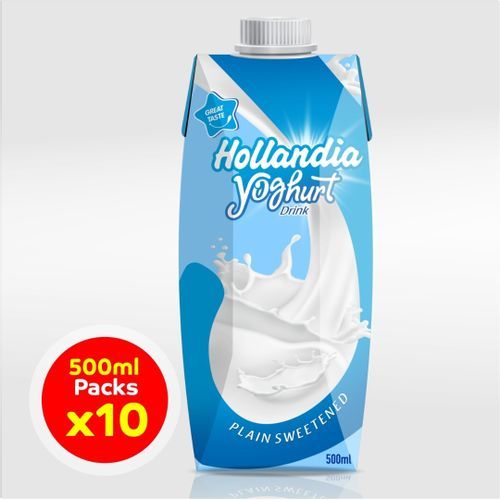 GREAT
TASTE
Hollandia
Yoghurt
Drink
500ml
Packs
x10
PLAIN SWEETENED
500ml